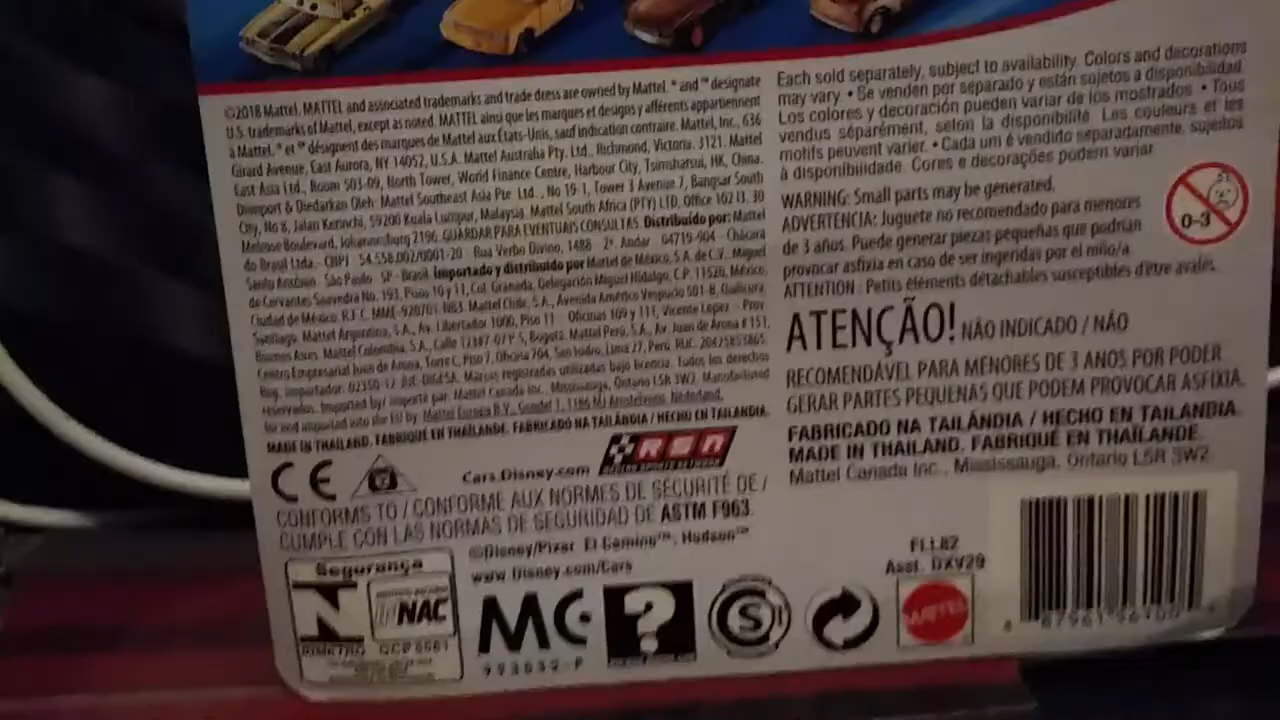 ©2018 Mattel. MATTEL and associated trademarks and trade dress are owned by Mattel. ® and ™ designate
U.S. trademarks of Mattel, except as noted. MATTEL ainsi que les marques et designs y afférents appartiennent
à Mattel. ® et ™ désignent des marques de Mattel aux États-Unis, sauf indication contraire. Mattel, Inc., 636
Girard Avenue, East Aurora, NY 14052, U.S.A. Mattel Australia Pty. Ltd., Richmond, Victoria. 3121. Mattel
East Asia Ltd., Room 503-09, North Tower, World Finance Centre, Harbour City, Tsimshatsui, HK, China.
Diimport & Diedarkan Oleh: Mattel Southeast Asia Pte Ltd., No 19-1, Tower 3 Avenue 7, Bangsar South
City, No 8, Jalan Kerinchi, 59200 Kuala Lumpur, Malaysia. Mattel South Africa (PTY) LTD, Office 102 I3, 30
Melrose Boulevard, Johannesburg 2196. GUARDAR PARA EVENTUAIS CONSULTAS. Distribuído por: Mattel
do Brasil Ltda. - CNPJ 54.558.002/0001-20 Rua Verbo Divino, 1488 - 2º Andar - 04719-904 - Chácara
Santo Antônio - São Paulo - SP - Brasil. Importado y distribuido por Mattel de México, S.A. de C.V., Miguel
de Cervantes Saavedra No. 193, Pisos 10 y 11, Col. Granada, Delegación Miguel Hidalgo, C.P. 11520, México,
Ciudad de México. R.F.C. MME-920701-NB3. Mattel Chile, S.A., Avenida Américo Vespucio 501-B, Quilicura,
Santiago. Mattel Argentina, S.A., Av. Libertador 1000, Piso 11 Oficinas 109 y 111, Vicente López - Prov.
Buenos Aires. Mattel Colombia, S.A., Bogotá. Mattel Perú, S.A., Av. Juan de Arona # 151,
Centro Empresarial Juan de Arona, Torre C, Piso 7, Oficina 704, San Isidro, Lima 27, Perú. RUC.
Reg. Importador: Marcas registradas utilizadas bajo licencia. Todos los derechos
reservados. Imported by/ Importé par: Mattel Canada Inc., Mississauga, Ontario L5R 3W2. Manufactured
for and imported into the EU by: Mattel Europa B.V., Nederland.
MADE IN THAILAND. FABRIQUÉ EN THAÏLANDE. FABRICADO NA TAILÂNDIA / HECHO EN TAILANDIA.
CE
Cars.Disney.com
RSN
CONFORMS TO / CONFORME AUX NORMES DE SÉCURITÉ DE /
CUMPLE CON LAS NORMAS DE SEGURIDAD DE ASTM F963.
©Disney/Pixar El Camino™, Hudson™
www.Disney.com/Cars
Segurança
NAC
MC
?
S
Each sold separately, subject to availability. Colors and decorations
may vary. • Se venden por separado y están sujetos a disponibilidad.
Los colores y decoración pueden variar de los mostrados. • Tous
vendus séparément, selon la disponibilité. Les couleurs et les
motifs peuvent varier. • Cada um é vendido separadamente, sujeitos
à disponibilidade. Cores e decorações podem variar.
WARNING: Small parts may be generated.
ADVERTENCIA: Juguete no recomendado para menores
de 3 años. Puede generar piezas pequeñas que podrían
provocar asfixia en caso de ser ingeridas por el niño/a.
ATTENTION : Petits éléments détachables susceptibles d'être avalés.
0-3
ATENÇÃO! NÃO INDICADO / NÃO
RECOMENDÁVEL PARA MENORES DE 3 ANOS POR PODER
GERAR PARTES PEQUENAS QUE PODEM PROVOCAR ASFIXIA.
FABRICADO NA TAILÂNDIA / HECHO EN TAILANDIA.
MADE IN THAILAND. FABRIQUÉ EN THAÏLANDE.
Mattel Canada Inc., Mississauga, Ontario L5R 3W2
Asst. DXV29
MATTEL